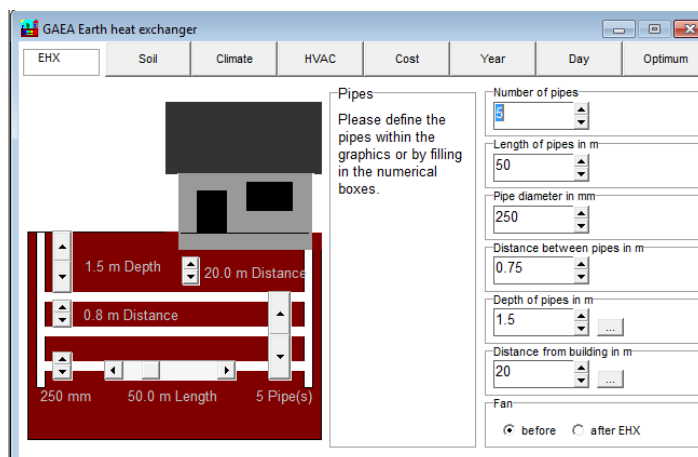 GAEA Earth heat exchanger
EHX Soil Climate HVAC Cost Year Day Optimum
Pipes
Please define the
pipes within the
graphics or by filling
in the numerical
boxes.
1.5 m Depth
20.0 m Distance
0.8 m Distance
250 mm
50.0 m Length
5 Pipe(s)
Number of pipes
5
Length of pipes in m
50
Pipe diameter in mm
250
Distance between pipes in m
0.75
Depth of pipes in m
1.5
...
Distance from building in m
20
...
Fan
before
after EHX